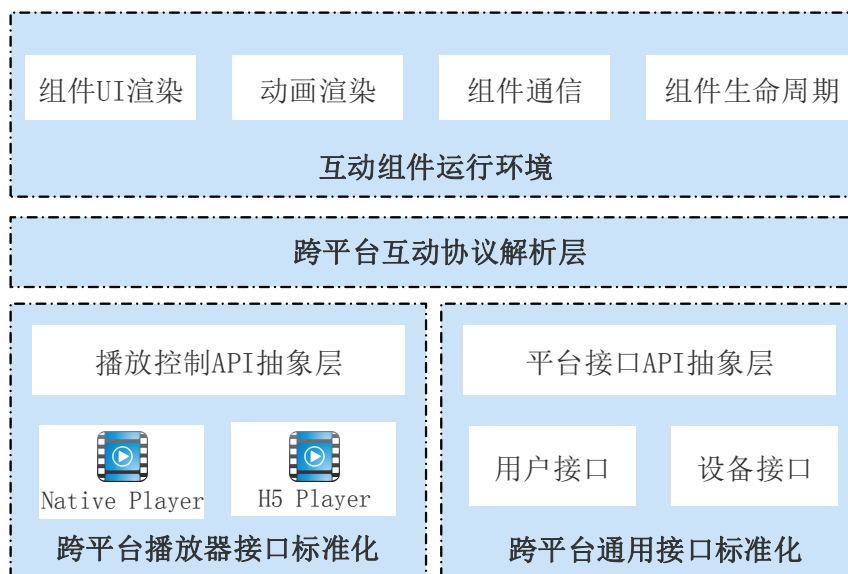 组件UI渲染
动画渲染
组件通信
组件生命周期
互动组件运行环境
跨平台互动协议解析层
播放控制API抽象层
Native Player
H5 Player
跨平台播放器接口标准化
平台接口API抽象层
用户接口
设备接口
跨平台通用接口标准化